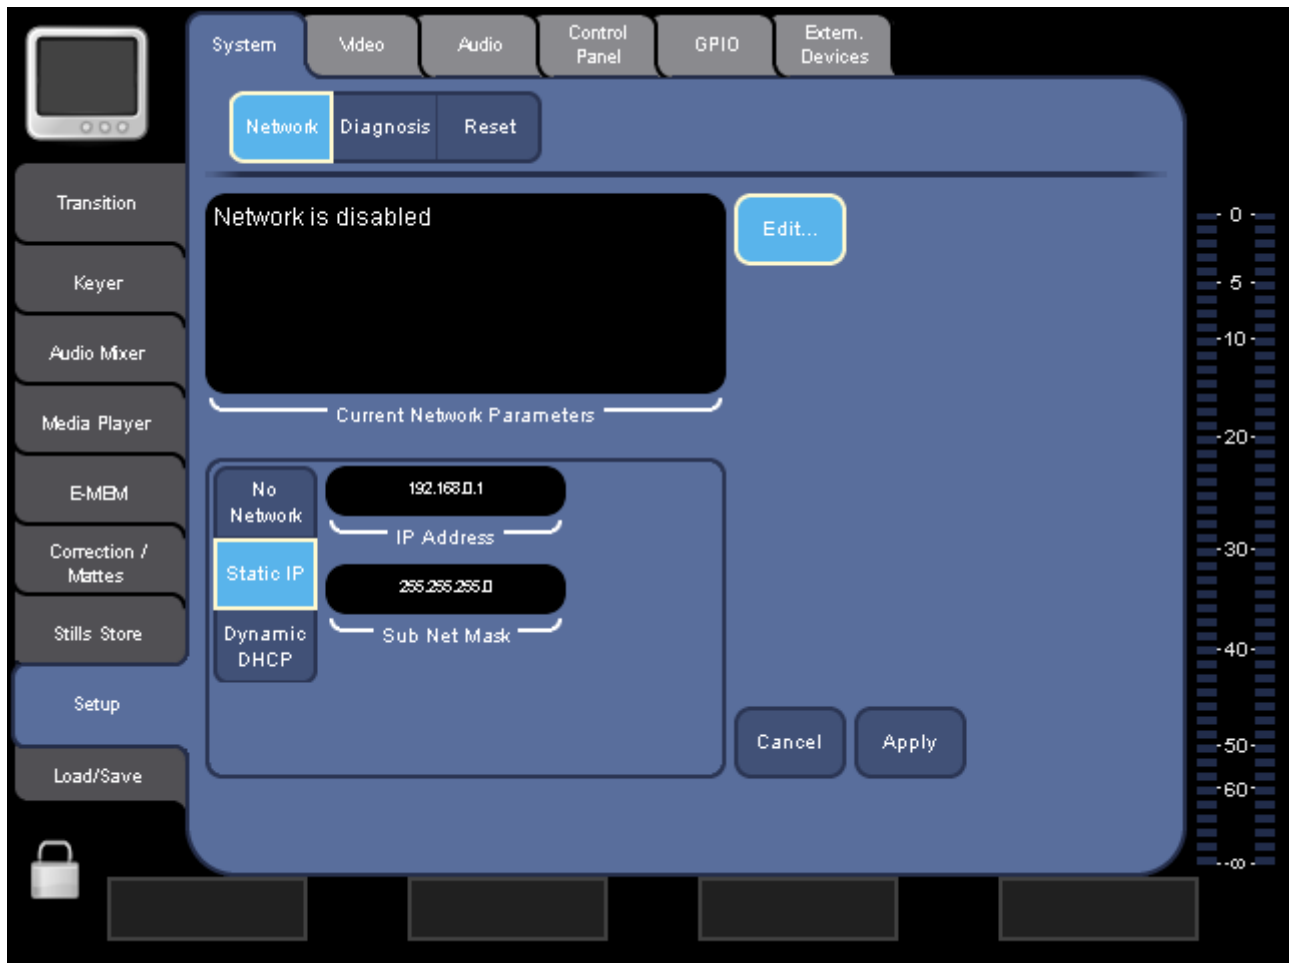 System
Video
Audio
Control
Panel
GPIO
Extern.
Devices
Network
Diagnosis
Reset
Transition
Keyer
Audio Mixer
Media Player
E-MEM
Correction /
Mattes
Stills Store
Setup
Load/Save
Network is disabled
Edit...
Current Network Parameters
No
Network
Static IP
Dynamic
DHCP
192.168.0.1
IP Address
255.255.255.0
Sub Net Mask
Cancel
Apply
- 0 -
- 5 -
-10-
-20-
-30-
-40-
-50-
-60-
--∞-